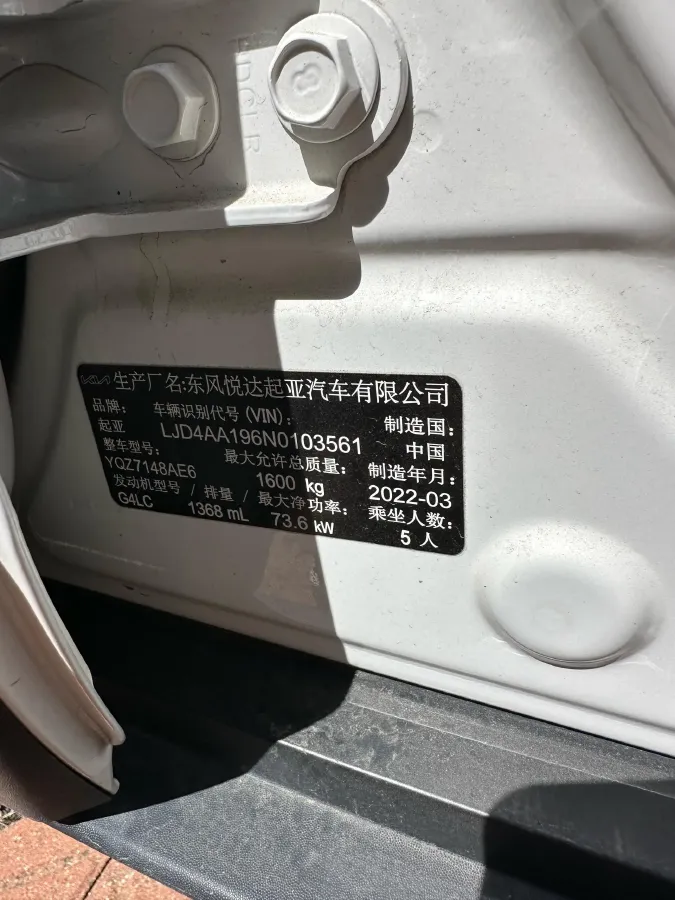 8
KIA 生产厂名:东风悦达起亚汽车有限公司
品牌: 车辆识别代号 (VIN): 制造国:
起亚 LJD4AA196N0103561 中国
整车型号: 最大允许总质量: 制造年月:
YQZ7148AE6 1600 kg 2022-03
发动机型号 / 排量 / 最大净功率: 乘坐人数:
G4LC 1368 mL 73.6 kW 5 人